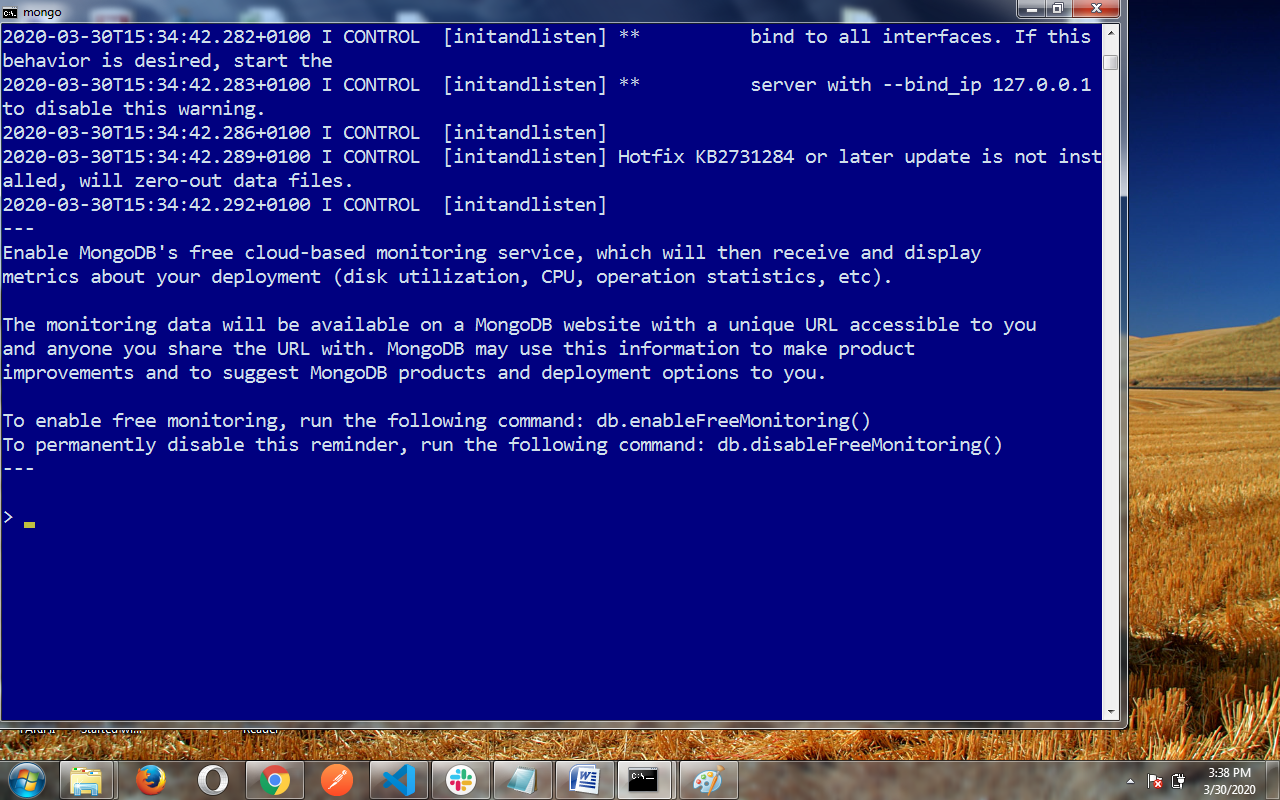 mongo
2020-03-30T15:34:42.282+0100 I CONTROL  [initandlisten] **          bind to all interfaces. If this
behavior is desired, start the
2020-03-30T15:34:42.283+0100 I CONTROL  [initandlisten] **          server with --bind_ip 127.0.0.1
to disable this warning.
2020-03-30T15:34:42.286+0100 I CONTROL  [initandlisten]
2020-03-30T15:34:42.289+0100 I CONTROL  [initandlisten] Hotfix KB2731284 or later update is not inst
alled, will zero-out data files.
2020-03-30T15:34:42.292+0100 I CONTROL  [initandlisten]
---
Enable MongoDB's free cloud-based monitoring service, which will then receive and display
metrics about your deployment (disk utilization, CPU, operation statistics, etc).
The monitoring data will be available on a MongoDB website with a unique URL accessible to you
and anyone you share the URL with. MongoDB may use this information to make product
improvements and to suggest MongoDB products and deployment options to you.
To enable free monitoring, run the following command: db.enableFreeMonitoring()
To permanently disable this reminder, run the following command: db.disableFreeMonitoring()
---
>
3:38 PM
3/30/2020